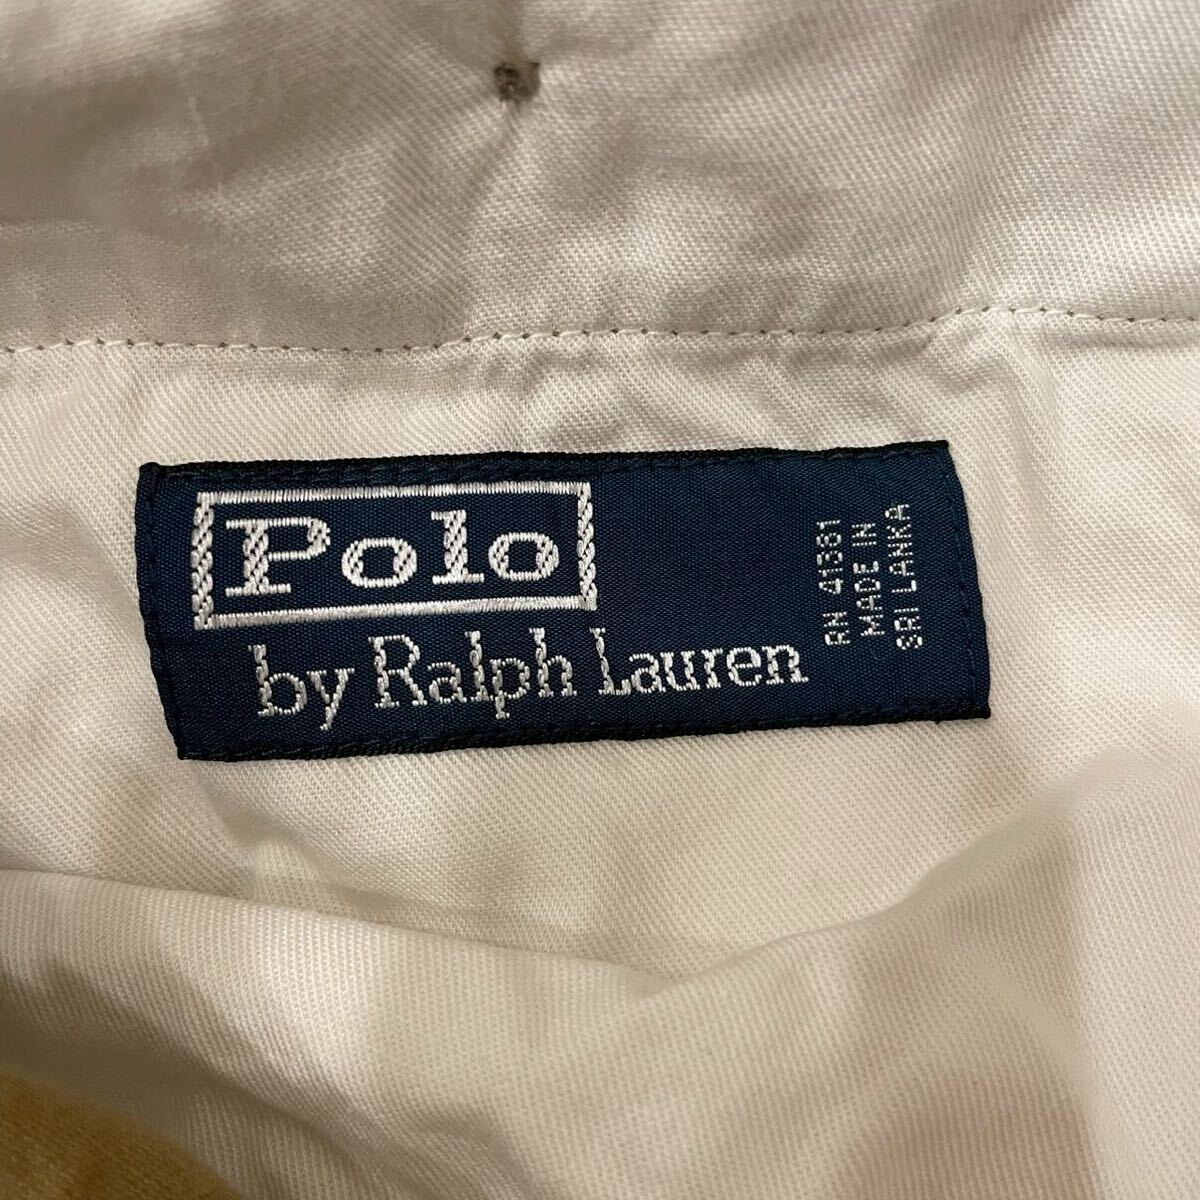 Polo
by Ralph Lauren
RN 41381
MADE IN
SRI LANKA